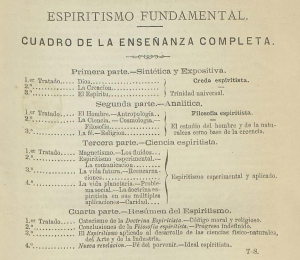 ESPIRITISMO FUNDAMENTAL.
CUADRO DE LA ENSEÑANZA COMPLETA.
Primera parte.—Sintética y Expositiva.
1.er Tratado.. Dios. Credo espiritista.
2.º La Creacion.
3.º El Espíritu. Trinidad universal.
Segunda parte.—Analítica.
1.er Tratado.. El Hombre.—Antropología. Filosofía espiritista.
2.º La Ciencia.—Cosmología.—
Filosofía. El estudio del hombre y de la naturaleza como base de la creencia.
3.º La fé.—Religion.
Tercera parte.—Ciencia espiritista.
1.er Tratado.. Magnetismo.—Los fluidos.
2.º Espiritismo experimental.
—La comunicacion.
3.º La vida futura.—Reencarnaciones.
4.º La vida planetaria.—Problema social.—La doctrina espiritista en sus múltiples aplicaciones.—Caridad.
Espiritismo experimental y aplicado.
Cuarta parte.—Resúmen del Espiritismo.
1.er Tratado.. Catecismo de la Doctrina Espiritista.—Código moral y religioso.
2.º Conclusiones de la Filosofía espiritista.—Progreso indefinido.
3.º El Espiritismo aplicado al desarrollo de las ciencias físico-naturales,
del Arte y de la Industria.
4.º Nueva revelacion.—Fé del porvenir.—Ideal espiritista.
T-8.